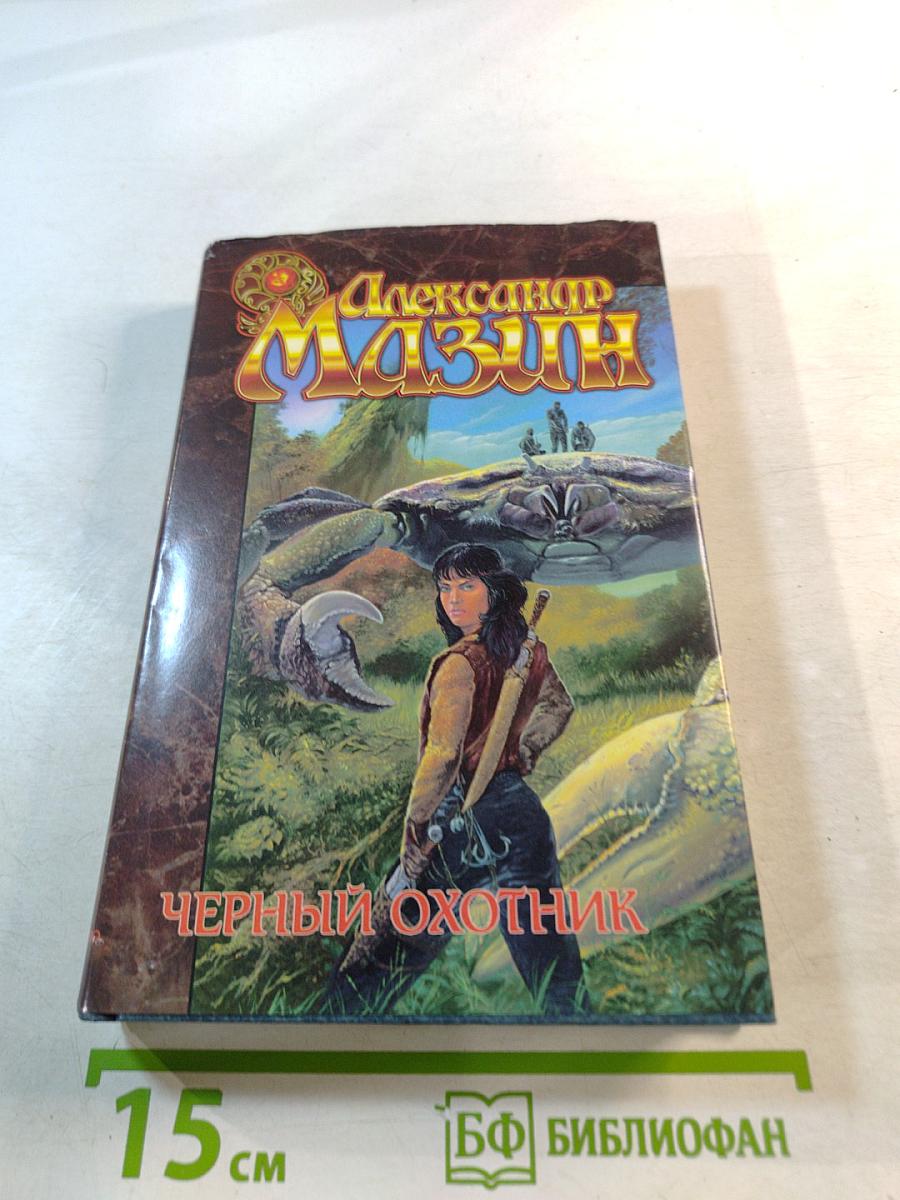 Александр
Мазин
ЧЕРНЫЙ ОХОТНИК
15 см
БФ БИБЛИОФАН